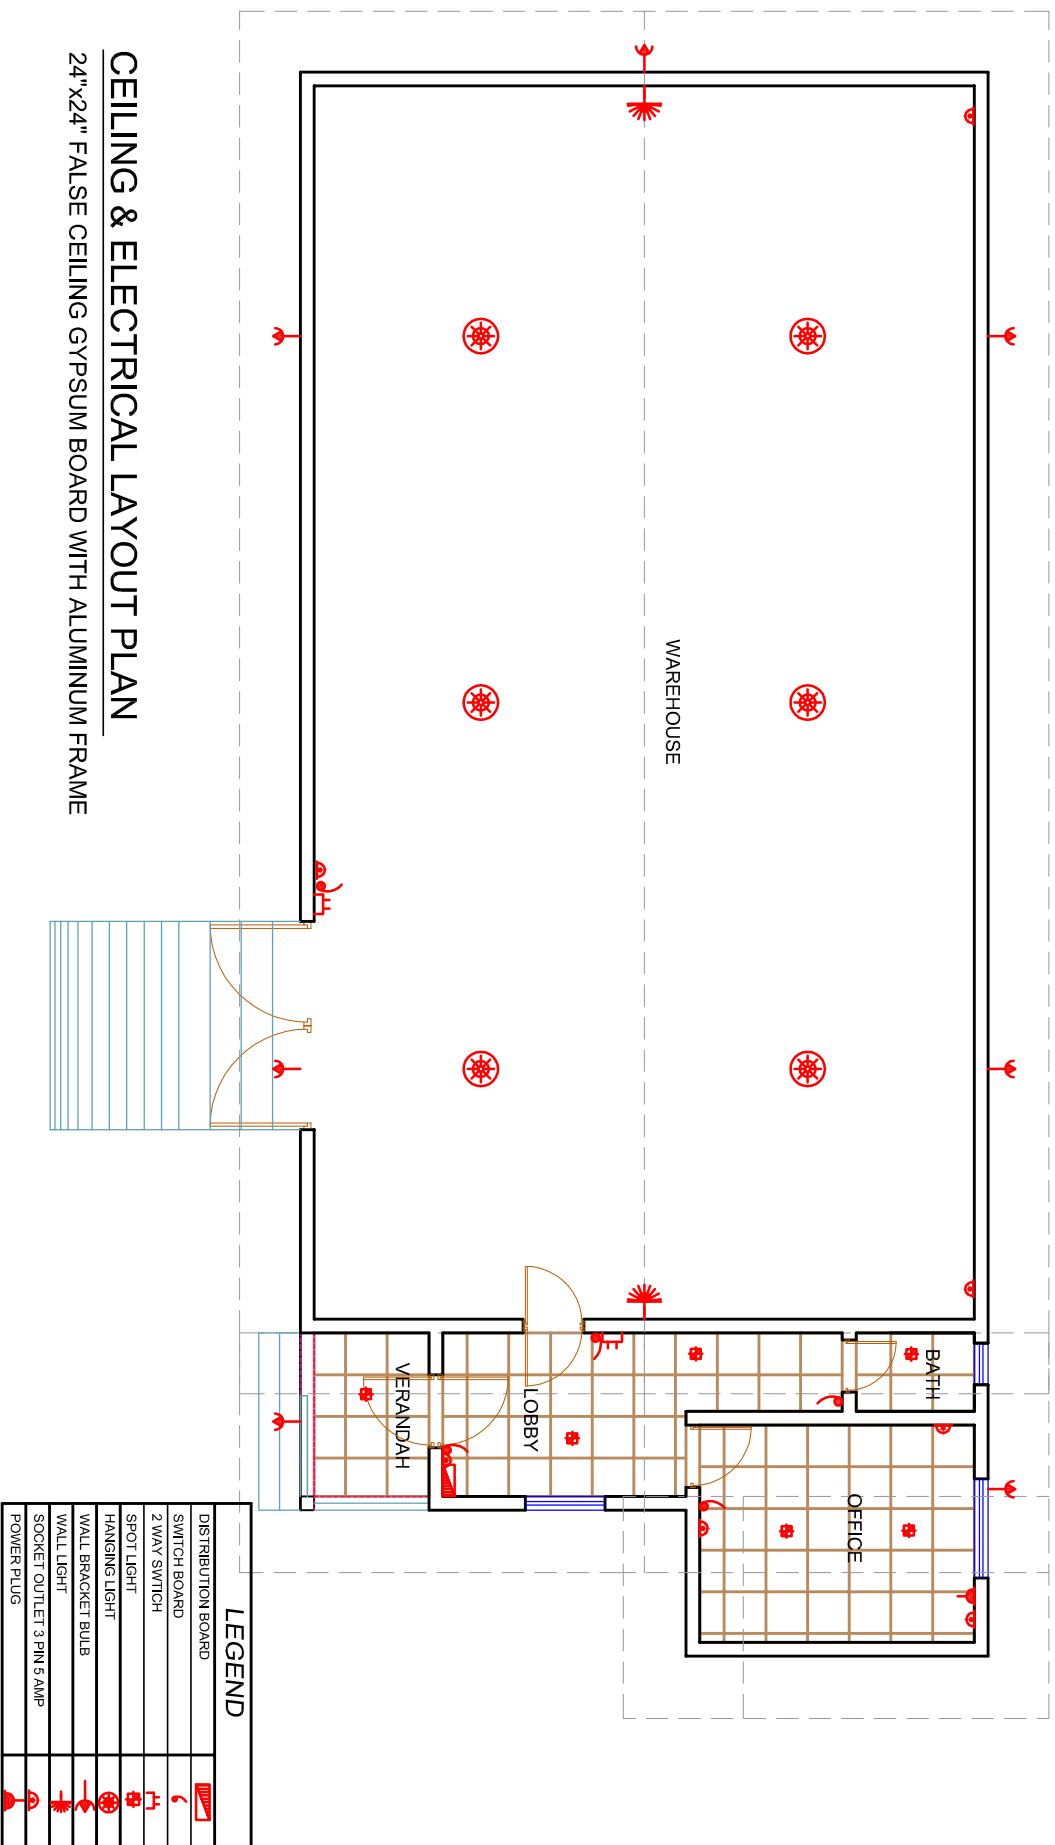 CEILING & ELECTRICAL LAYOUT PLAN
24"x24" FALSE CEILING GYPSUM BOARD WITH ALUMINUM FRAME
WAREHOUSE
BATH
LOBBY
VERANDAH
OFFICE
LEGEND
DISTRIBUTION BOARD
SWITCH BOARD
2 WAY SWTICH
SPOT LIGHT
HANGING LIGHT
WALL BRACKET BULB
WALL LIGHT
SOCKET OUTLET 3 PIN 5 AMP
POWER PLUG